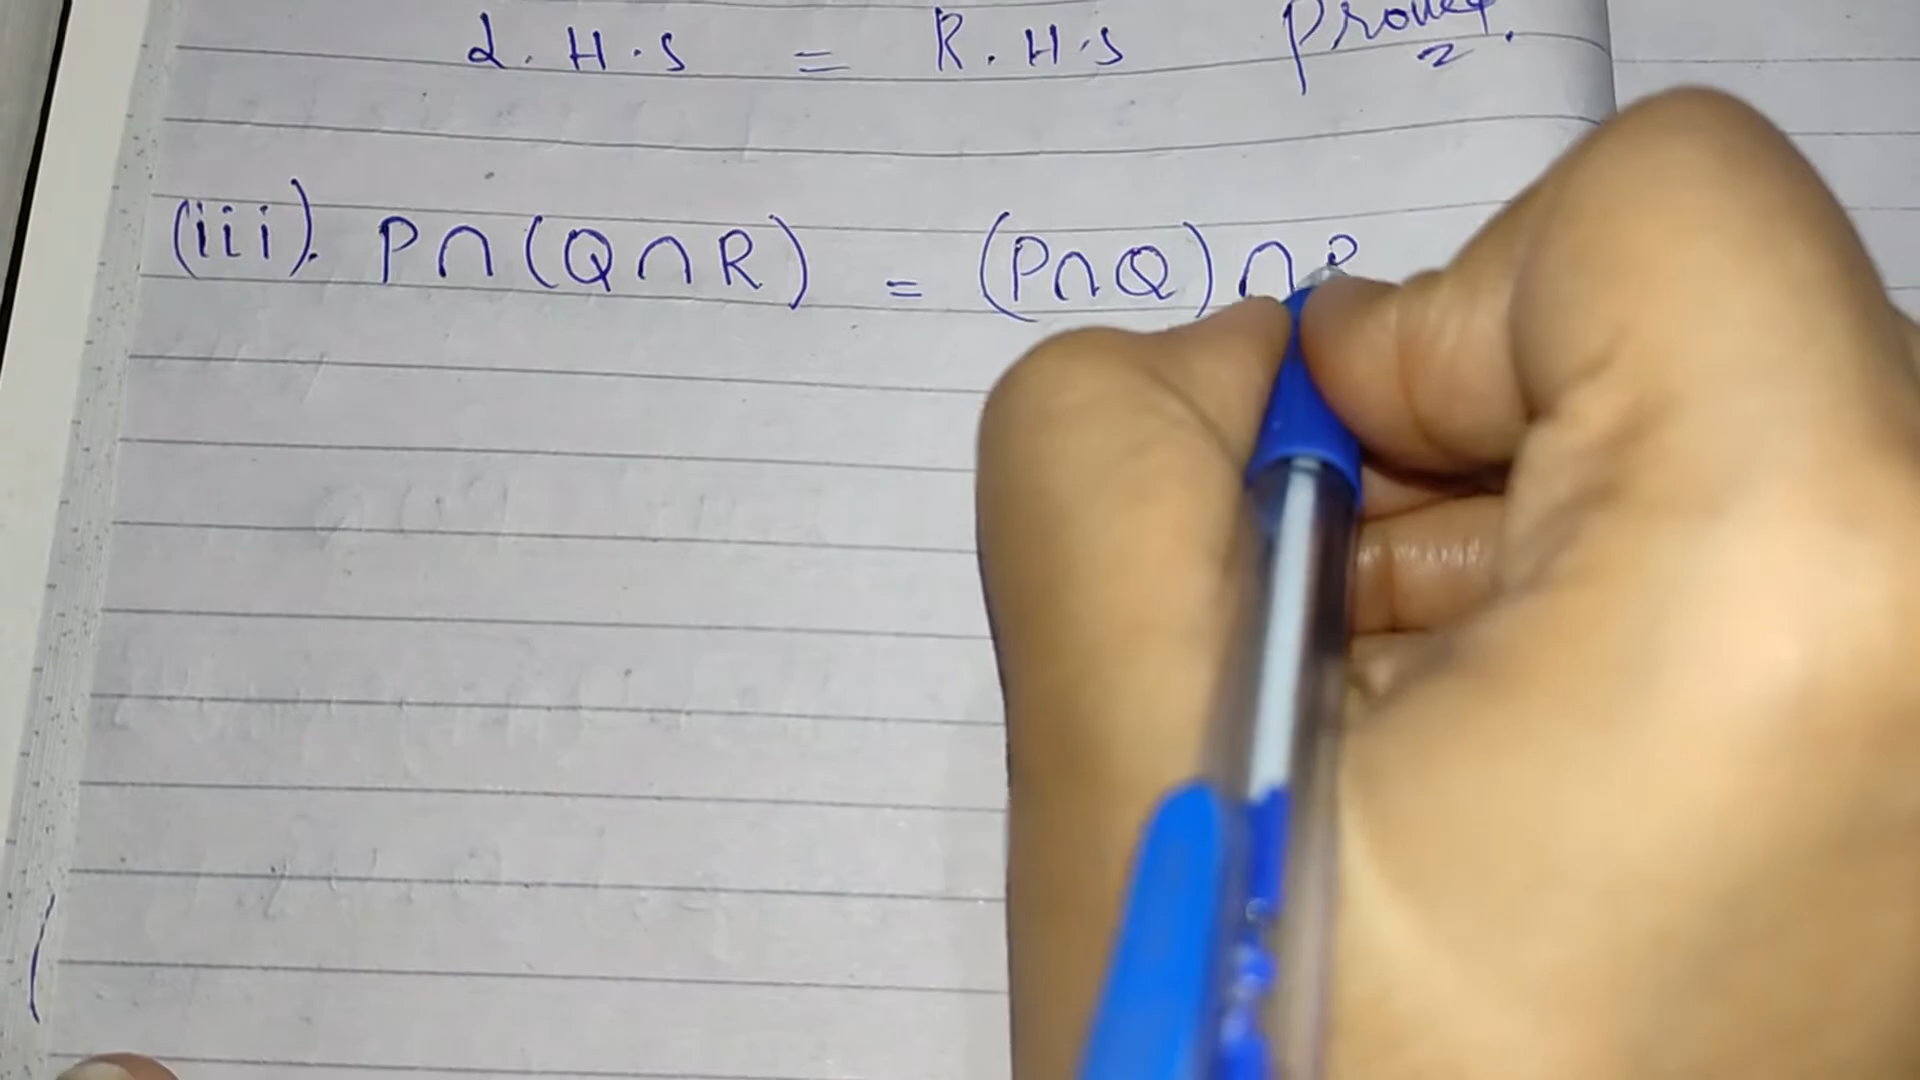 L.H.S = R.H.S Proved.
(iii). P∩(Q∩R) = (P∩Q)∩